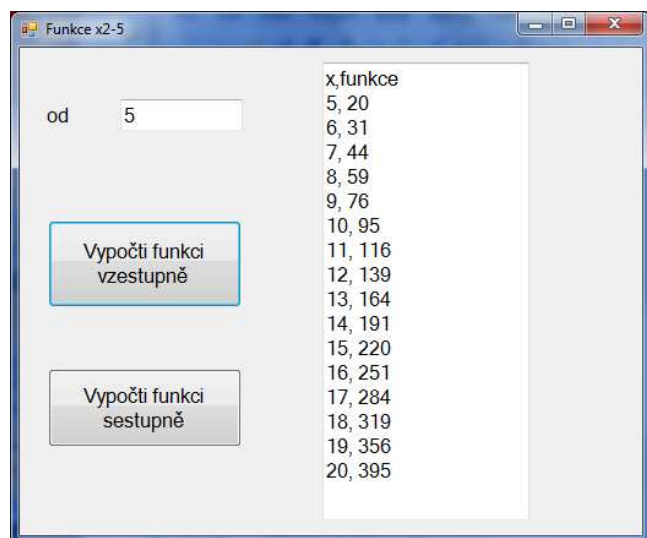 Funkce x2-5
od
5
Vypočti funkci
vzestupně
Vypočti funkci
sestupně
x,funkce
5, 20
6, 31
7, 44
8, 59
9, 76
10, 95
11, 116
12, 139
13, 164
14, 191
15, 220
16, 251
17, 284
18, 319
19, 356
20, 395